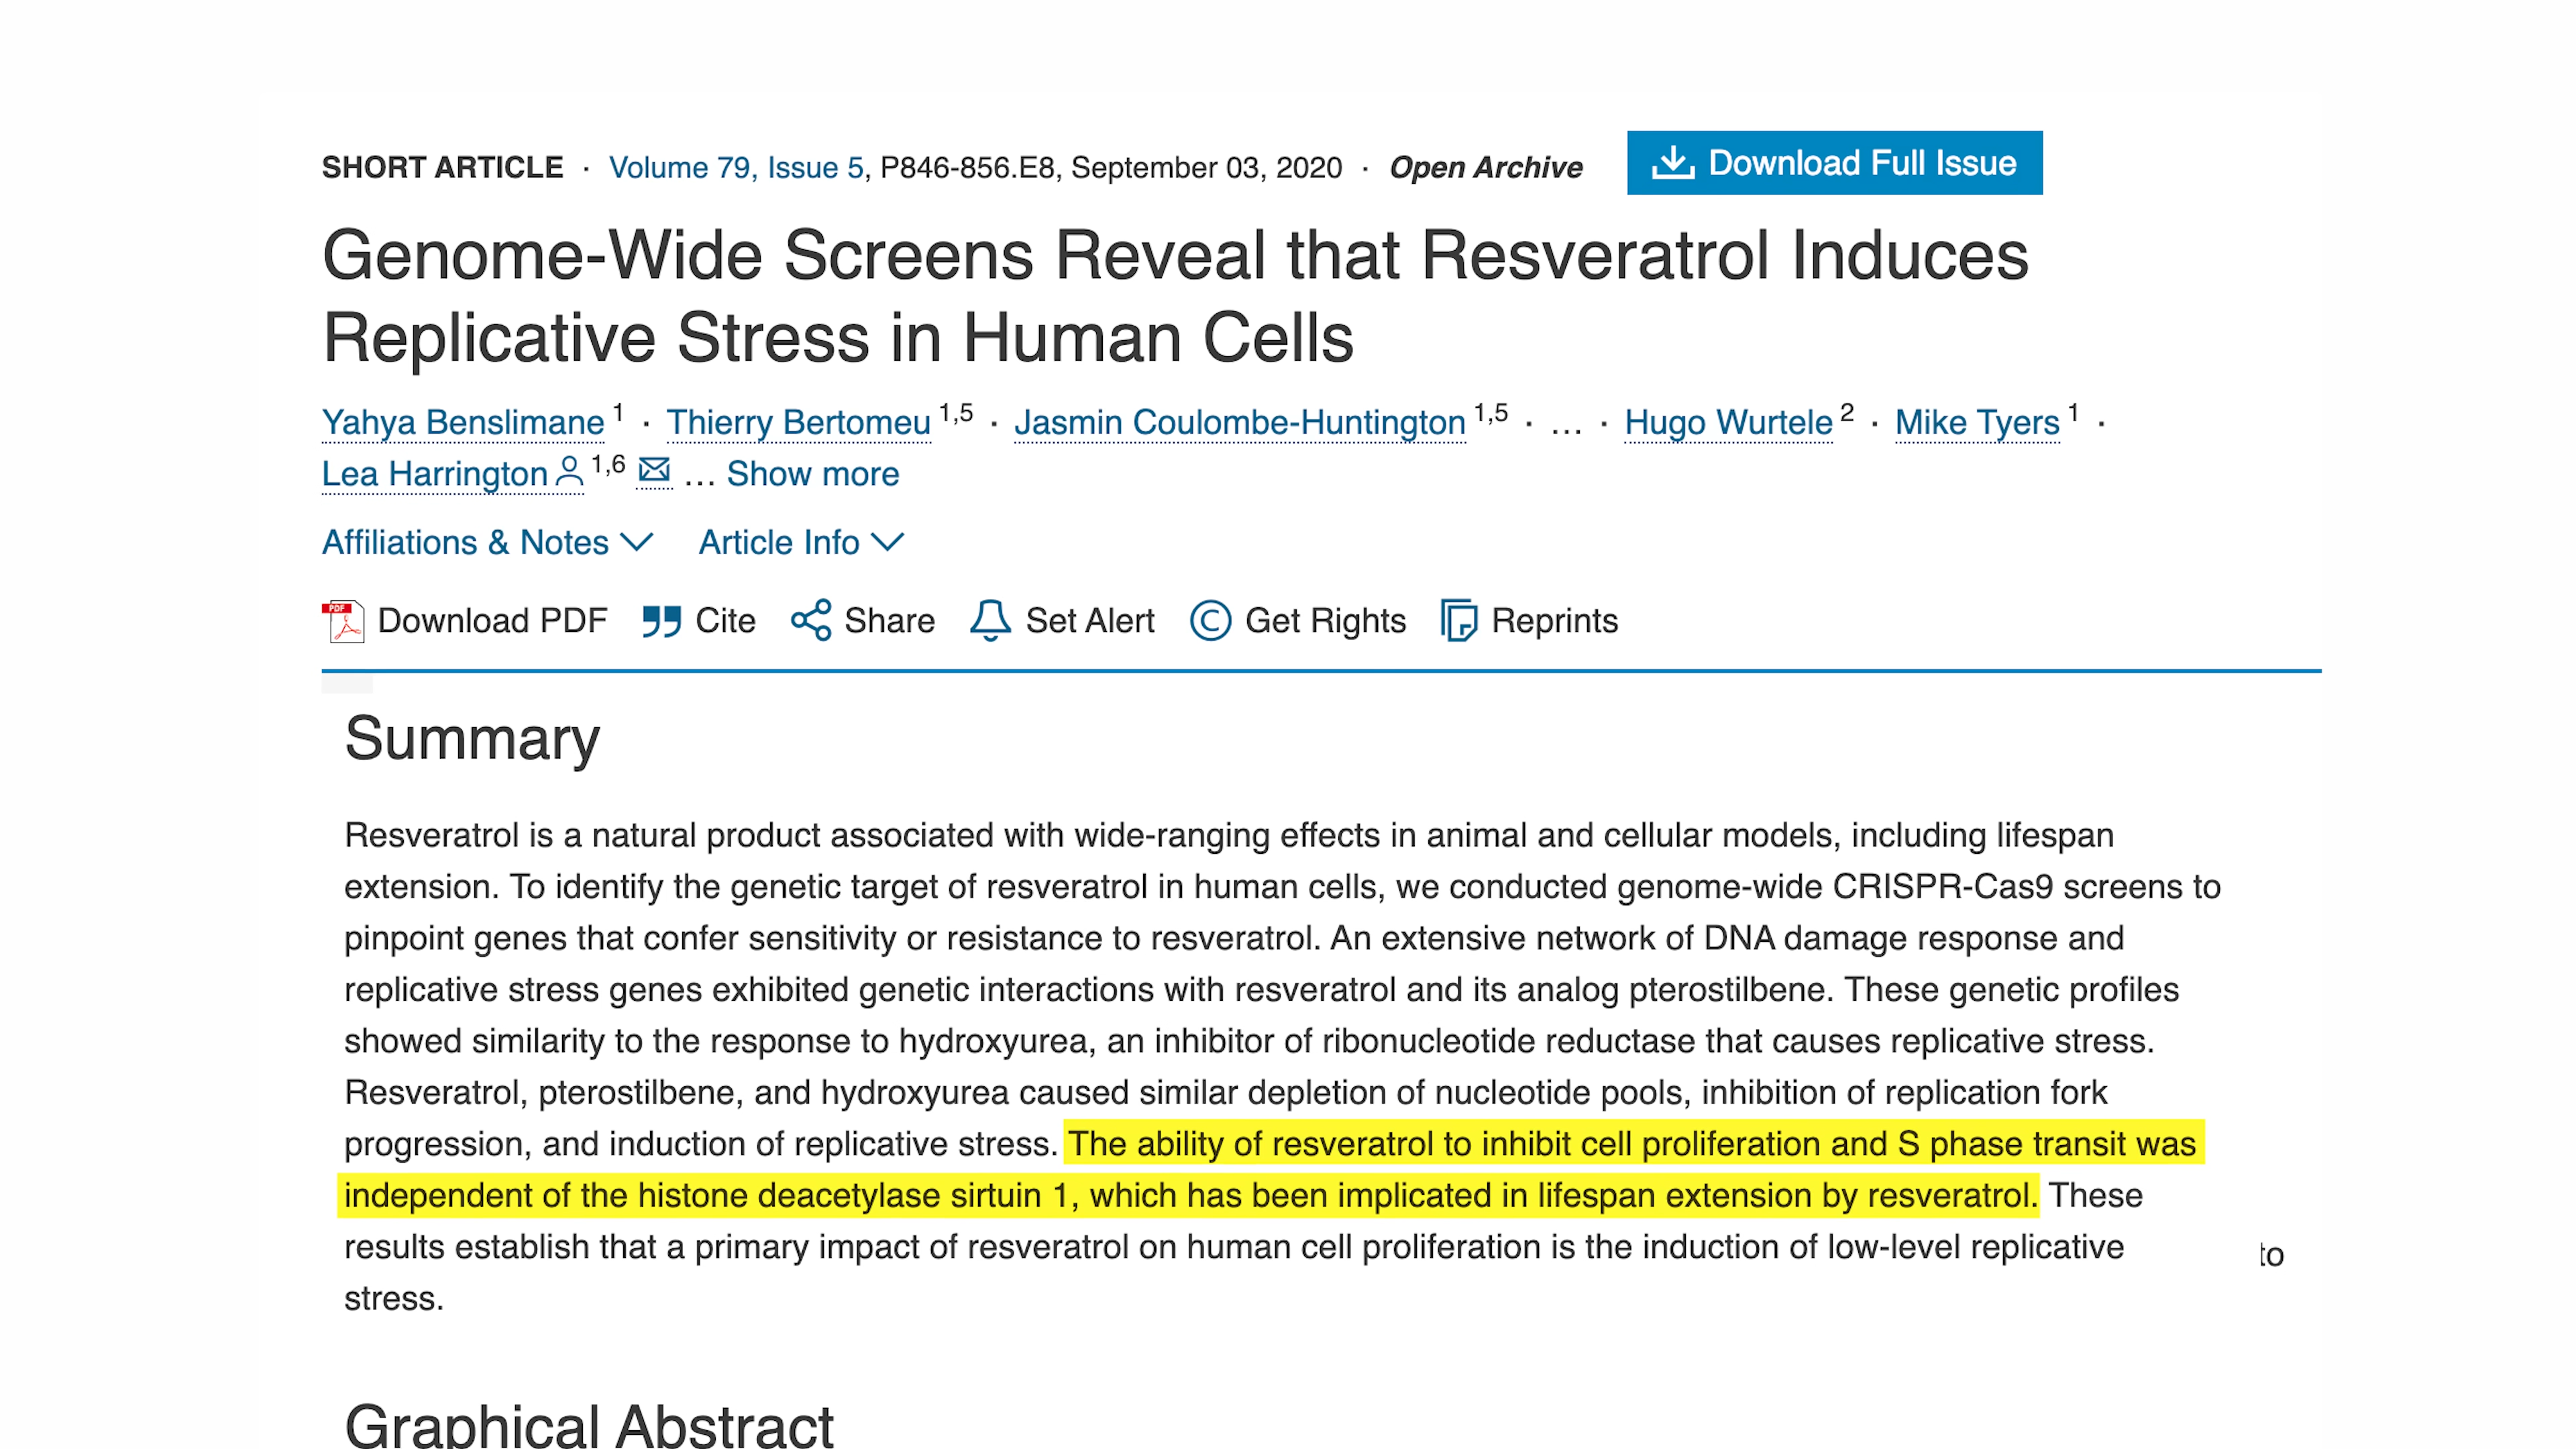 SHORT ARTICLE · Volume 79, Issue 5, P846-856.E8, September 03, 2020 · Open Archive Download Full Issue
Genome-Wide Screens Reveal that Resveratrol Induces
Replicative Stress in Human Cells
Yahya Benslimane 1 · Thierry Bertomeu 1,5 · Jasmin Coulombe-Huntington 1,5 · ... · Hugo Wurtele 2 · Mike Tyers 1 ·
Lea Harrington 1,6 ... Show more
Affiliations & Notes Article Info
PDF Download PDF Cite Share Set Alert © Get Rights Reprints
Summary
Resveratrol is a natural product associated with wide-ranging effects in animal and cellular models, including lifespan
extension. To identify the genetic target of resveratrol in human cells, we conducted genome-wide CRISPR-Cas9 screens to
pinpoint genes that confer sensitivity or resistance to resveratrol. An extensive network of DNA damage response and
replicative stress genes exhibited genetic interactions with resveratrol and its analog pterostilbene. These genetic profiles
showed similarity to the response to hydroxyurea, an inhibitor of ribonucleotide reductase that causes replicative stress.
Resveratrol, pterostilbene, and hydroxyurea caused similar depletion of nucleotide pools, inhibition of replication fork
progression, and induction of replicative stress. The ability of resveratrol to inhibit cell proliferation and S phase transit was
independent of the histone deacetylase sirtuin 1, which has been implicated in lifespan extension by resveratrol. These
results establish that a primary impact of resveratrol on human cell proliferation is the induction of low-level replicative to
stress.
Graphical Abstract